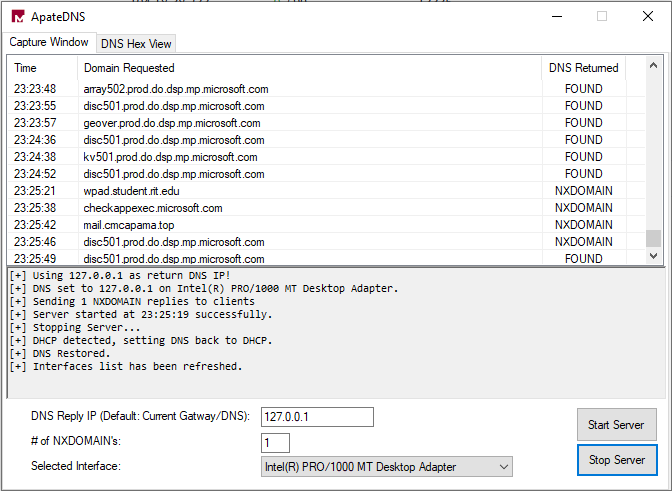 ApateDNS
Capture Window DNS Hex View
Time Domain Requested DNS Returned
23:23:48 array502.prod.do.dsp.mp.microsoft.com FOUND
23:23:55 disc501.prod.do.dsp.mp.microsoft.com FOUND
23:23:57 geover.prod.do.dsp.mp.microsoft.com FOUND
23:24:36 disc501.prod.do.dsp.mp.microsoft.com FOUND
23:24:38 kv501.prod.do.dsp.mp.microsoft.com FOUND
23:24:52 disc501.prod.do.dsp.mp.microsoft.com FOUND
23:25:21 wpad.student.rit.edu NXDOMAIN
23:25:38 checkappexec.microsoft.com NXDOMAIN
23:25:42 mail.cmcapama.top NXDOMAIN
23:25:46 disc501.prod.do.dsp.mp.microsoft.com NXDOMAIN
23:25:49 disc501.prod.do.dsp.mp.microsoft.com FOUND
[+] Using 127.0.0.1 as return DNS IP!
[+] DNS set to 127.0.0.1 on Intel(R) PRO/1000 MT Desktop Adapter.
[+] Sending 1 NXDOMAIN replies to clients
[+] Server started at 23:25:19 successfully.
[+] Stopping Server...
[+] DHCP detected, setting DNS back to DHCP.
[+] DNS Restored.
[+] Interfaces list has been refreshed.
DNS Reply IP (Default: Current Gatway/DNS): 127.0.0.1 Start Server
# of NXDOMAIN's: 1
Selected Interface: Intel(R) PRO/1000 MT Desktop Adapter Stop Server